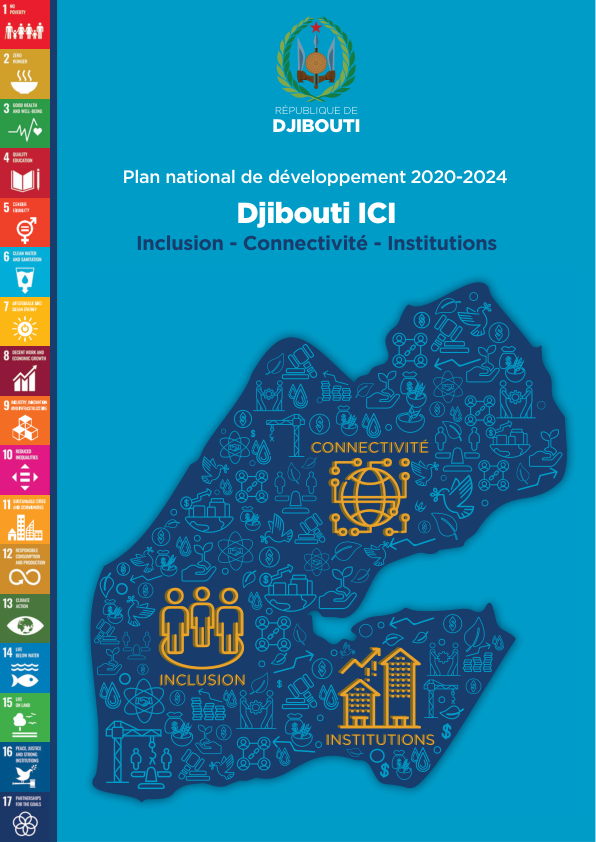 1 NO
POVERTY
2 ZERO
HUNGER
3 GOOD HEALTH
AND WELL-BEING
4 QUALITY
EDUCATION
5 GENDER
EQUALITY
6 CLEAN WATER
AND SANITATION
7 AFFORDABLE AND
CLEAN ENERGY
8 DECENT WORK AND
ECONOMIC GROWTH
9 INDUSTRY, INNOVATION
AND INFRASTRUCTURE
10 REDUCED
INEQUALITIES
11 SUSTAINABLE CITIES
AND COMMUNITIES
12 RESPONSIBLE
CONSUMPTION
AND PRODUCTION
13 CLIMATE
ACTION
14 LIFE
BELOW WATER
15 LIFE
ON LAND
16 PEACE, JUSTICE
AND STRONG
INSTITUTIONS
17 PARTNERSHIPS
FOR THE GOALS
RÉPUBLIQUE DE
DJIBOUTI
Plan national de développement 2020-2024
Djibouti ICI
Inclusion - Connectivité - Institutions
CONNECTIVITÉ
INCLUSION
INSTITUTIONS